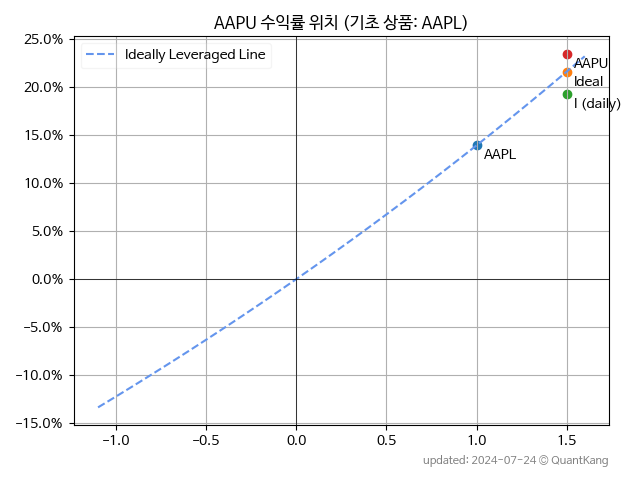 AAPU 수익률 위치 (기초 상품: AAPL)
25.0%
20.0%
15.0%
10.0%
5.0%
0.0%
−5.0%
−10.0%
−15.0%
Ideally Leveraged Line
AAPU
Ideal
I (daily)
AAPL
−1.0 −0.5 0.0 0.5 1.0 1.5
updated: 2024-07-24 © QuantKang